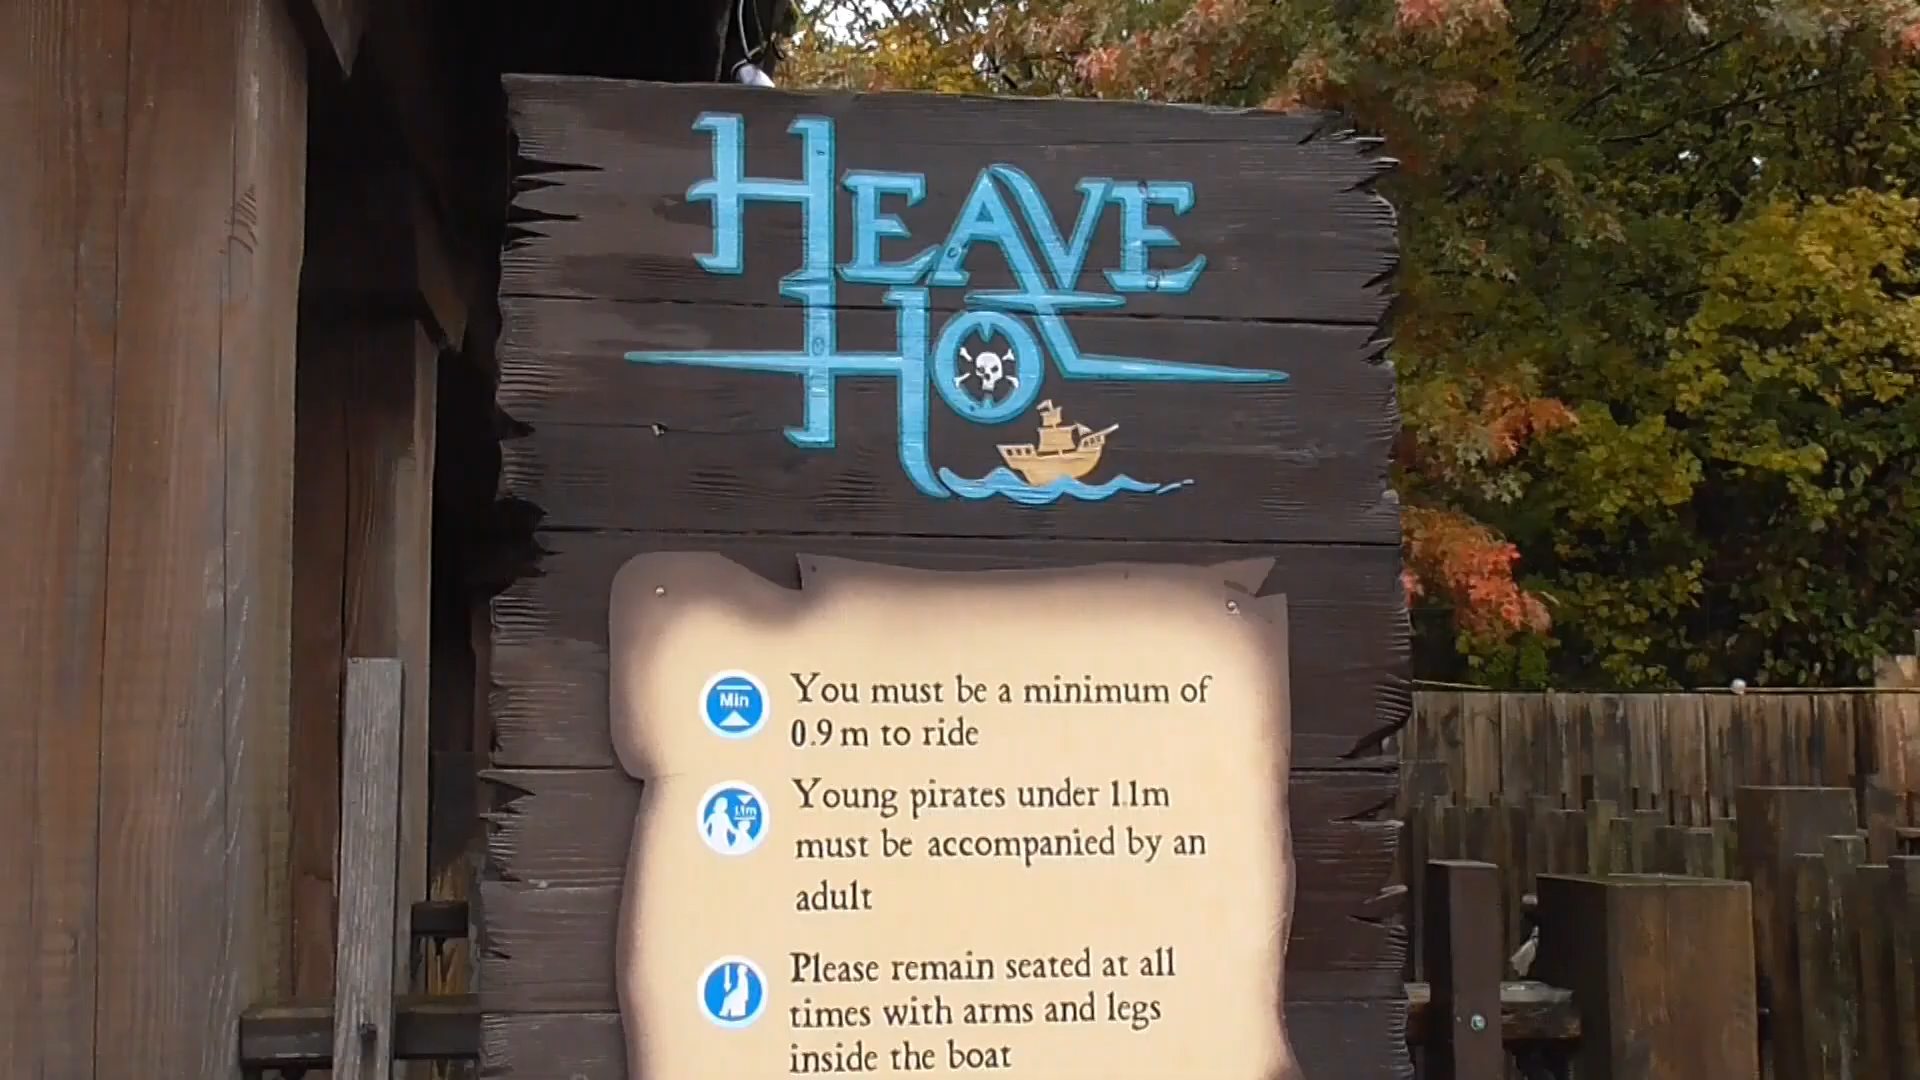 HEAVE
HO
Min
You must be a minimum of
0.9m to ride
Young pirates under 1.1m
1.1m
must be accompanied by an
adult
Please remain seated at all
times with arms and legs
inside the boat